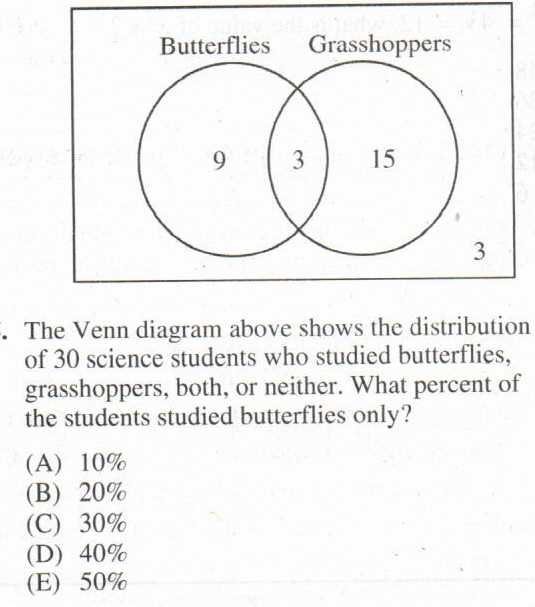 Butterflies Grasshoppers
9 3 15
3
. The Venn diagram above shows the distribution
of 30 science students who studied butterflies,
grasshoppers, both, or neither. What percent of
the students studied butterflies only?
(A) 10%
(B) 20%
(C) 30%
(D) 40%
(E) 50%